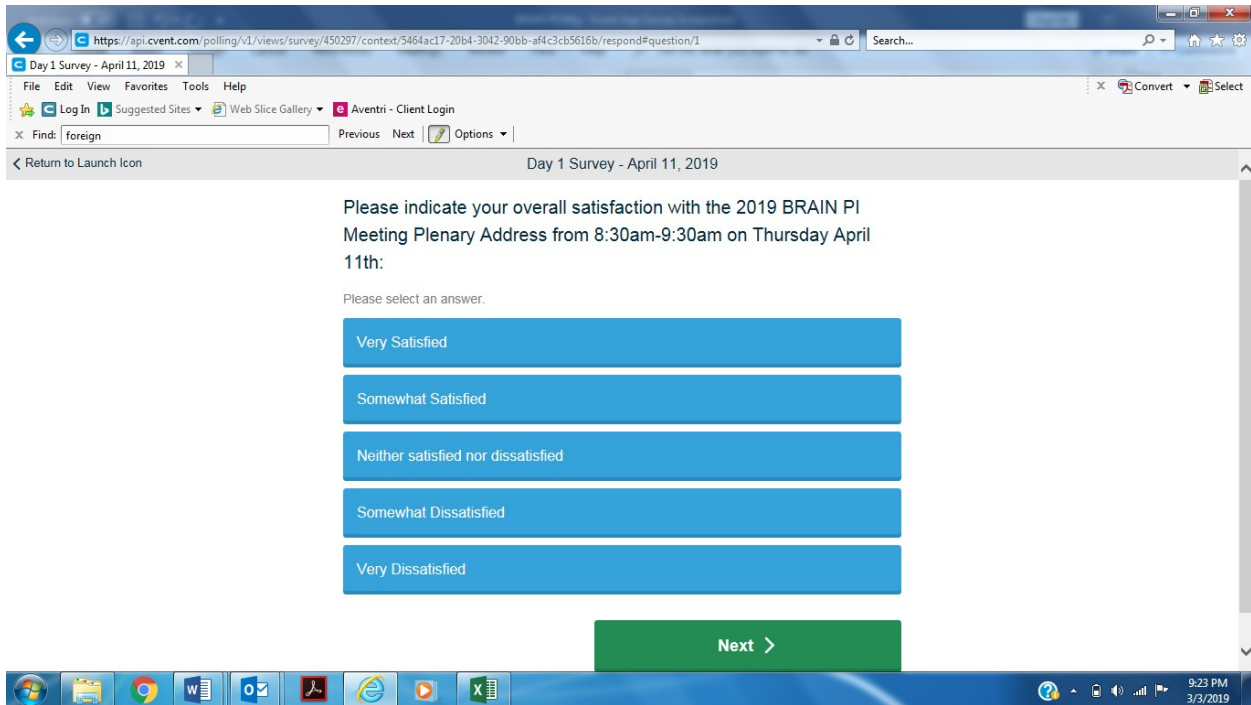 https://api.cvent.com/polling/v1/views/survey/450297/context/5464ac17-20b4-3042-90bb-af4c3cb5616b/respond#question/1
Search...
Day 1 Survey - April 11, 2019
File Edit View Favorites Tools Help
Convert Select
Log In Suggested Sites Web Slice Gallery Aventri - Client Login
Find: foreign Previous Next Options
Return to Launch Icon Day 1 Survey - April 11, 2019
Please indicate your overall satisfaction with the 2019 BRAIN PI
Meeting Plenary Address from 8:30am-9:30am on Thursday April
11th:
Please select an answer.
Very Satisfied
Somewhat Satisfied
Neither satisfied nor dissatisfied
Somewhat Dissatisfied
Very Dissatisfied
Next
9:23 PM
3/3/2019